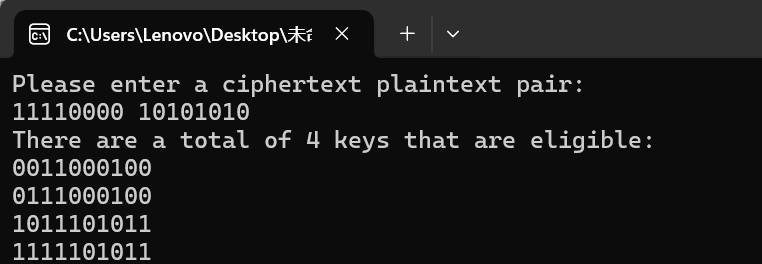 C:\Users\Lenovo\Desktop\未
Please enter a ciphertext plaintext pair:
11110000 10101010
There are a total of 4 keys that are eligible:
0011000100
0111000100
1011101011
1111101011